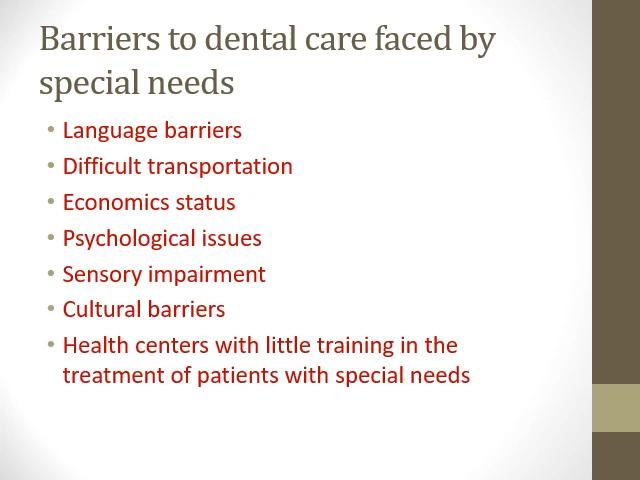 Barriers to dental care faced by
special needs
• Language barriers
• Difficult transportation
• Economics status
• Psychological issues
• Sensory impairment
• Cultural barriers
• Health centers with little training in the
treatment of patients with special needs